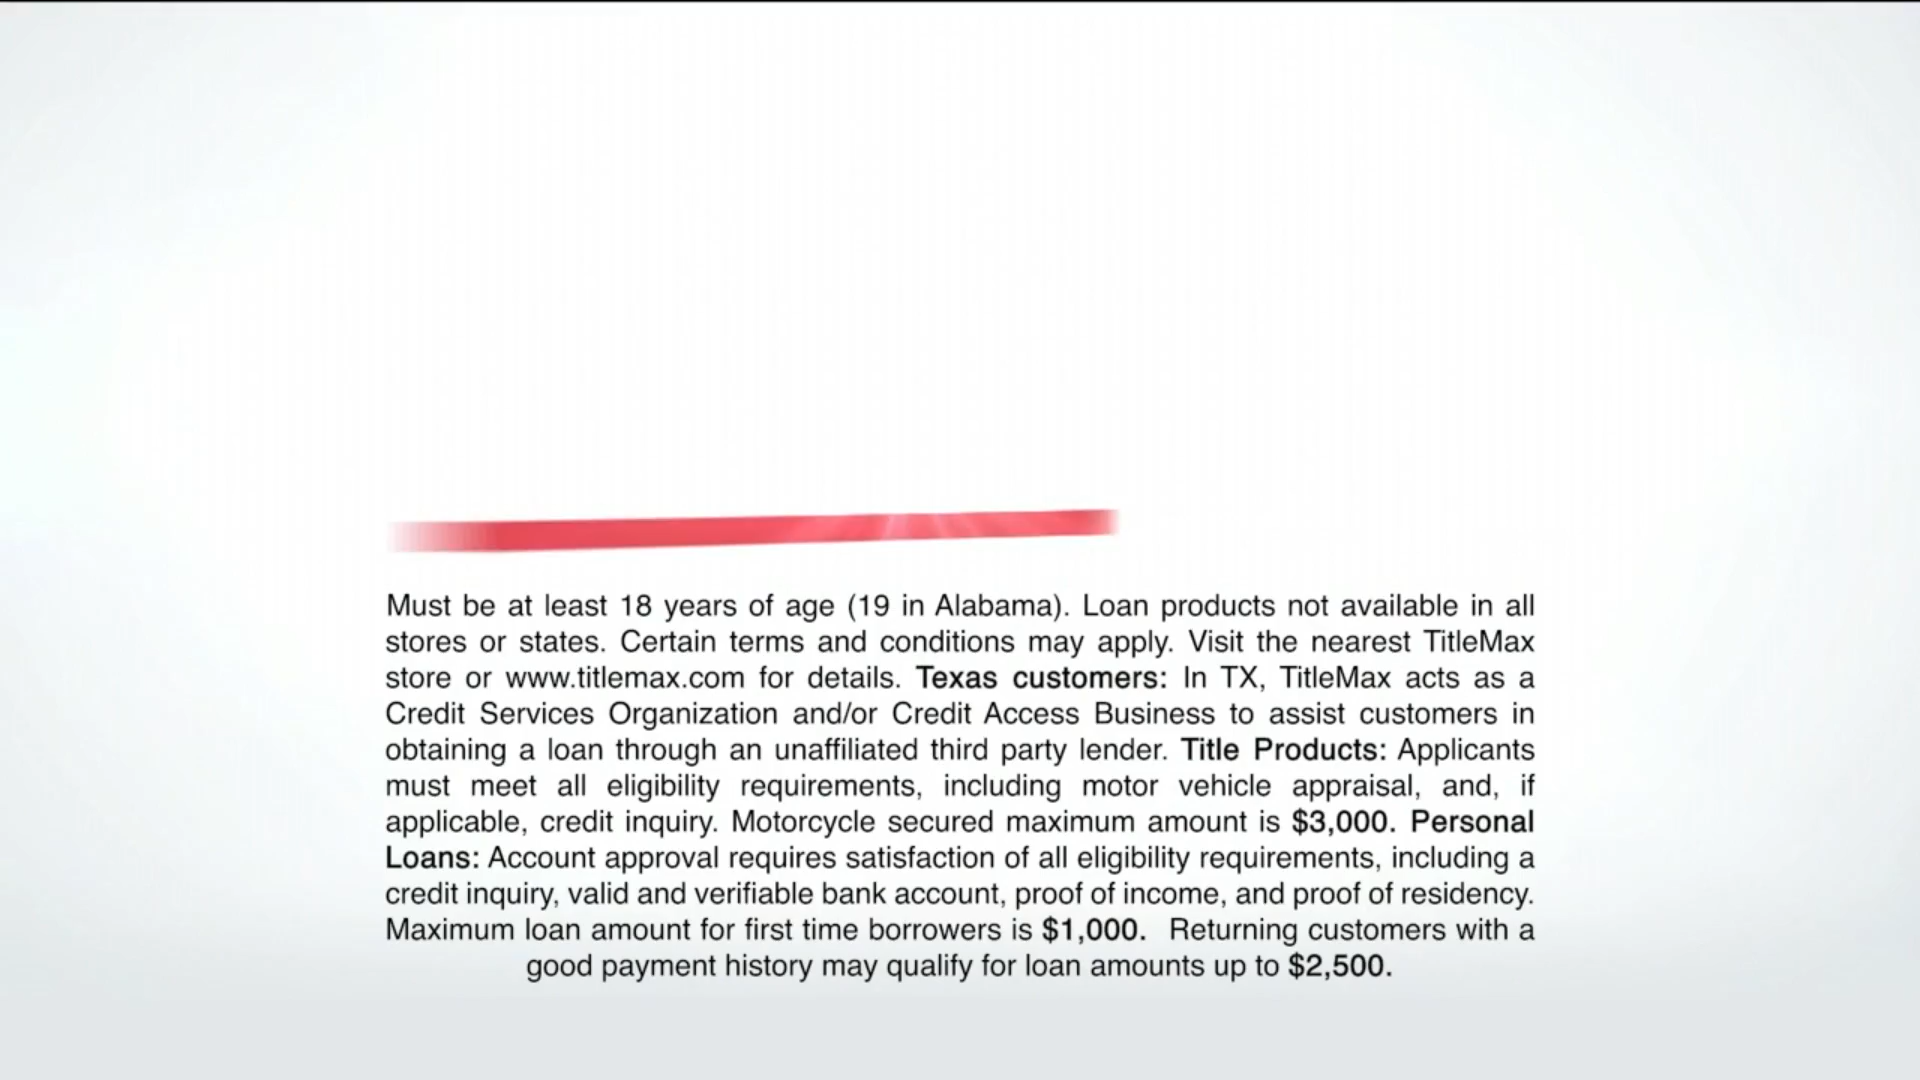 Must be at least 18 years of age (19 in Alabama). Loan products not available in all
stores or states. Certain terms and conditions may apply. Visit the nearest TitleMax
store or www.titlemax.com for details. Texas customers: In TX, TitleMax acts as a
Credit Services Organization and/or Credit Access Business to assist customers in
obtaining a loan through an unaffiliated third party lender. Title Products: Applicants
must meet all eligibility requirements, including motor vehicle appraisal, and, if
applicable, credit inquiry. Motorcycle secured maximum amount is $3,000. Personal
Loans: Account approval requires satisfaction of all eligibility requirements, including a
credit inquiry, valid and verifiable bank account, proof of income, and proof of residency.
Maximum loan amount for first time borrowers is $1,000. Returning customers with a
good payment history may qualify for loan amounts up to $2,500.